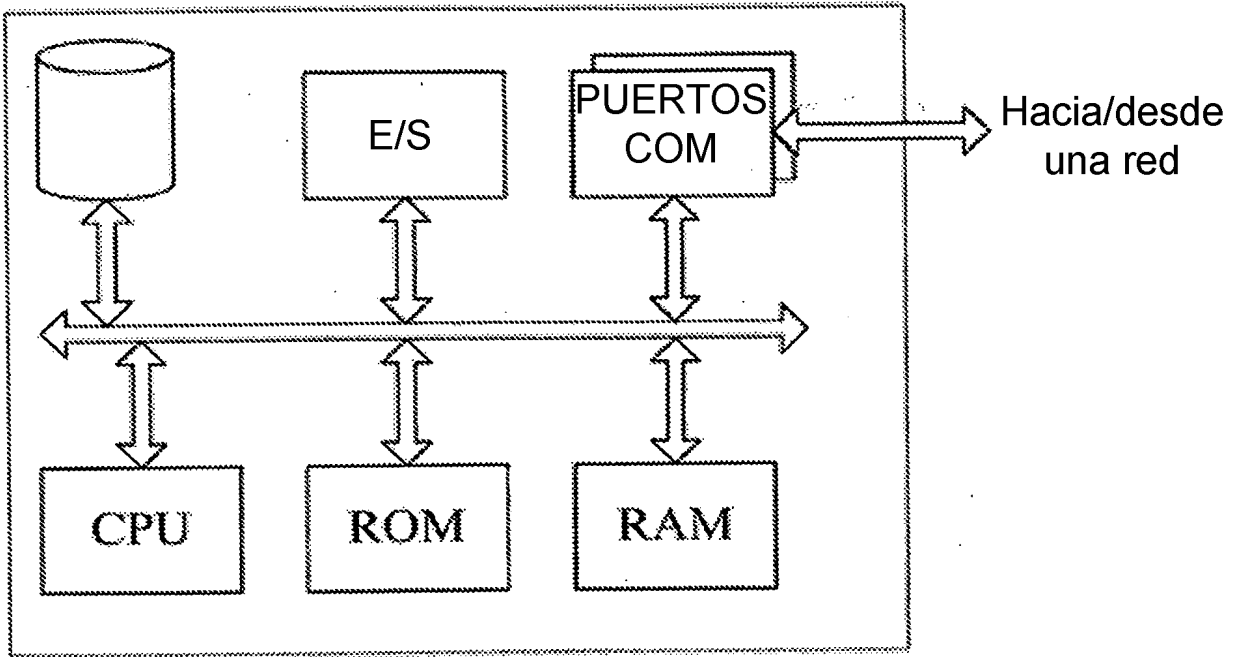 E/S
PUERTOS
COM
Hacia/desde
una red
CPU
ROM
RAM